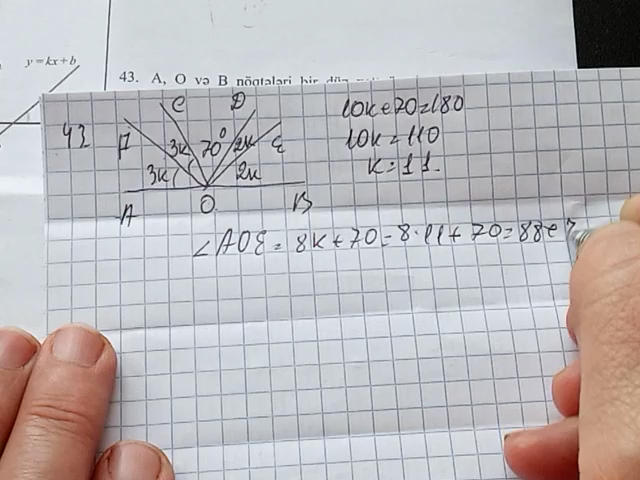 y = kx + b
43. A, O və B nöqtələri bir düz
43
F
C
D
E
3k
70°
2k
3k
2k
A
O
B
10k+70=180
10k=110
k=11.
∠AOE = 8k+70=8·11+70=88+